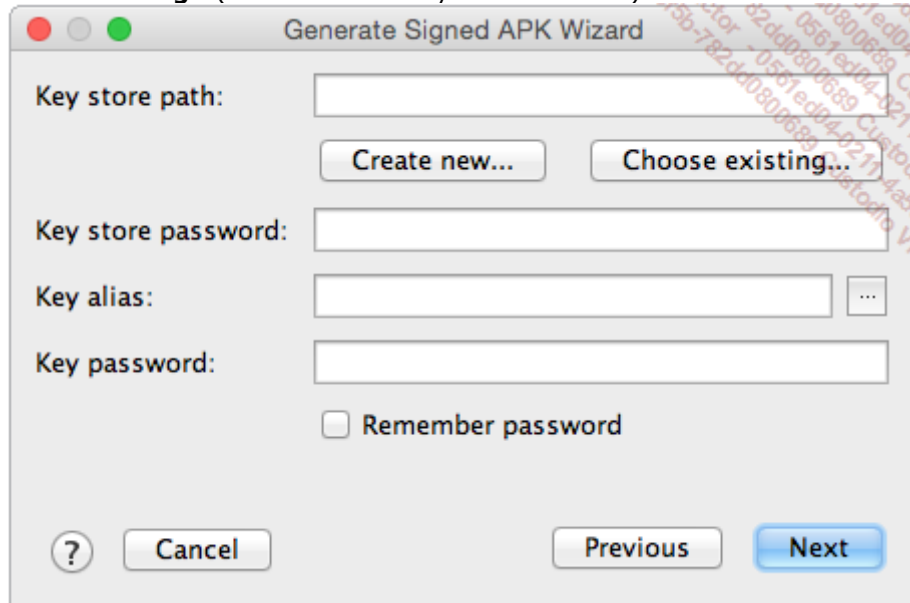 Generate Signed APK Wizard
Key store path:
Create new... Choose existing...
Key store password:
Key alias: ...
Key password:
Remember password
? Cancel Previous Next